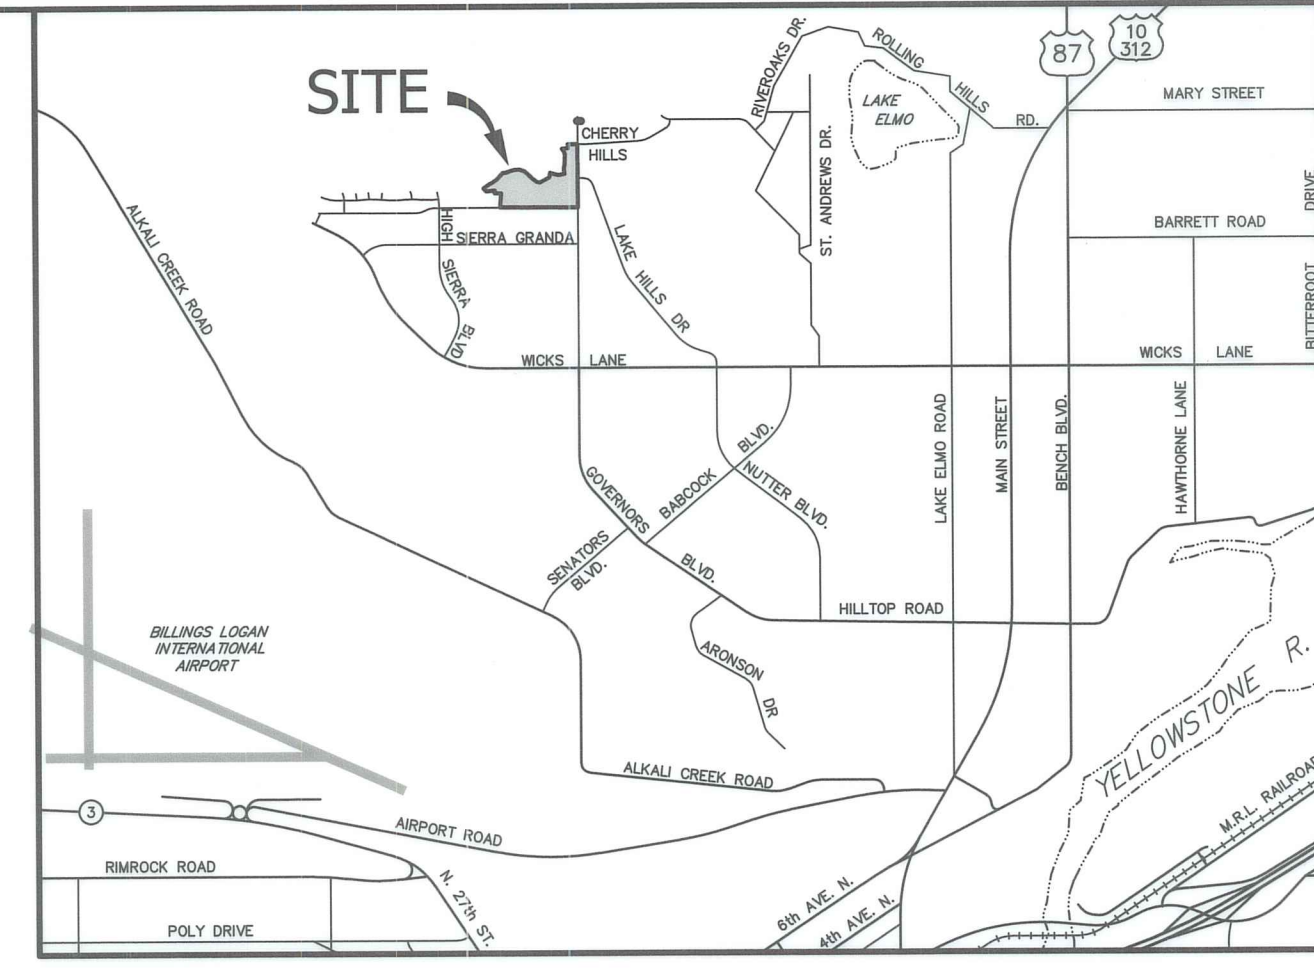 SITE
87
10
312
RIVEROAKS DR.
ROLLING
HILLS
RD.
LAKE
ELMO
MARY STREET
CHERRY
HILLS
ST. ANDREWS DR.
DRIVE
BITTERROOT
BARRETT ROAD
ALKALI CREEK ROAD
HIGH
SIERRA
BLVD
SIERRA GRANDA
LAKE
HILLS
DR
WICKS LANE
WICKS LANE
LAKE ELMO ROAD
MAIN STREET
BENCH BLVD.
HAWTHORNE LANE
GOVERNORS
BLVD.
BABCOCK
BLVD.
NUTTER BLVD.
SENATORS
BLVD.
HILLTOP ROAD
ARONSON
DR
BILLINGS LOGAN
INTERNATIONAL
AIRPORT
YELLOWSTONE R.
ALKALI CREEK ROAD
M.R.L. RAILROAD
3
AIRPORT ROAD
RIMROCK ROAD
N. 27th ST.
POLY DRIVE
6th AVE. N.
4th AVE. N.